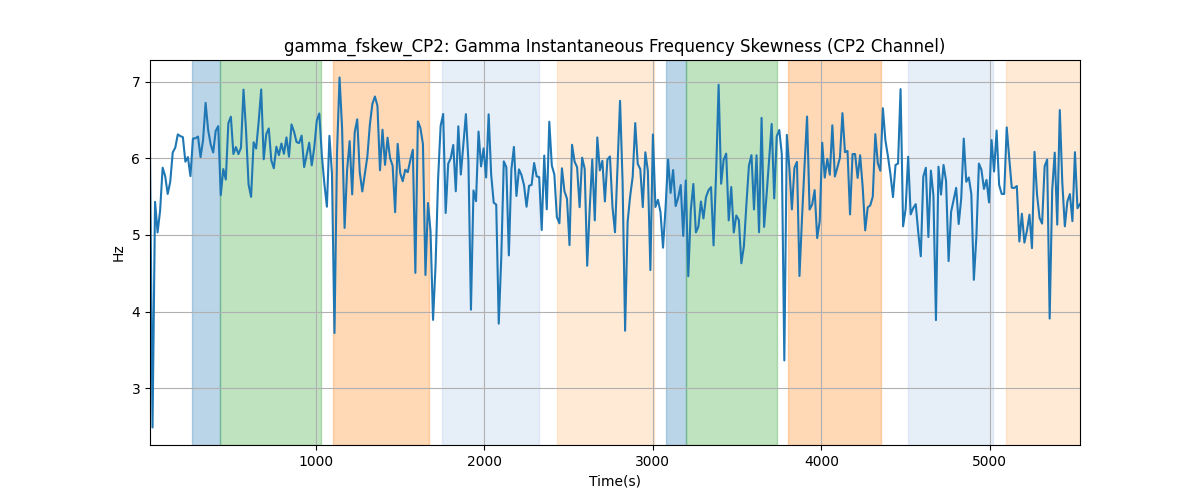 gamma_fskew_CP2: Gamma Instantaneous Frequency Skewness (CP2 Channel)
7
6
5
4
3
Hz
1000 2000 3000 4000 5000
Time(s)